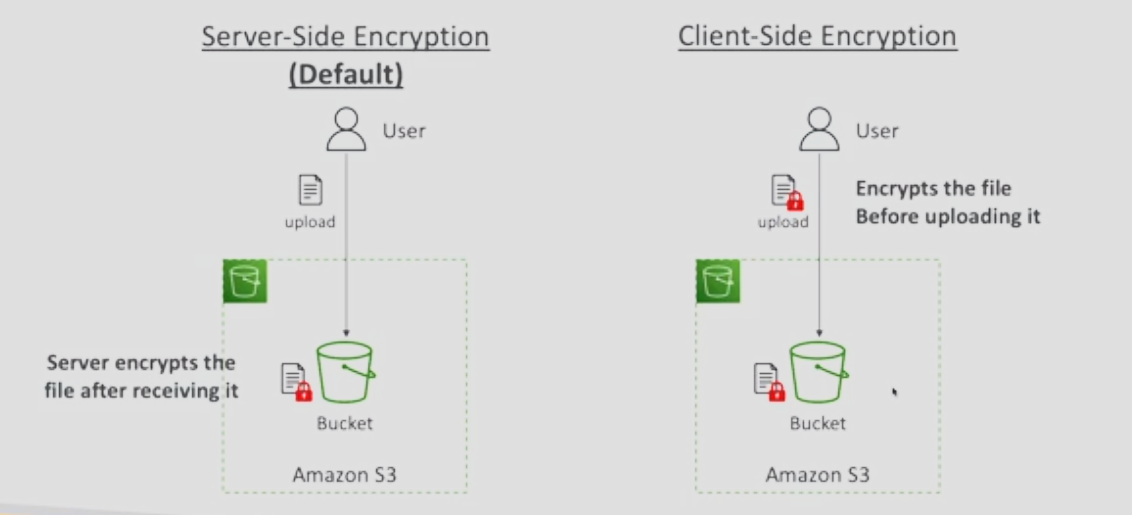 Server-Side Encryption
(Default)
User
upload
Server encrypts the
file after receiving it
Bucket
Amazon S3
Client-Side Encryption
User
Encrypts the file
Before uploading it
upload
Bucket
Amazon S3